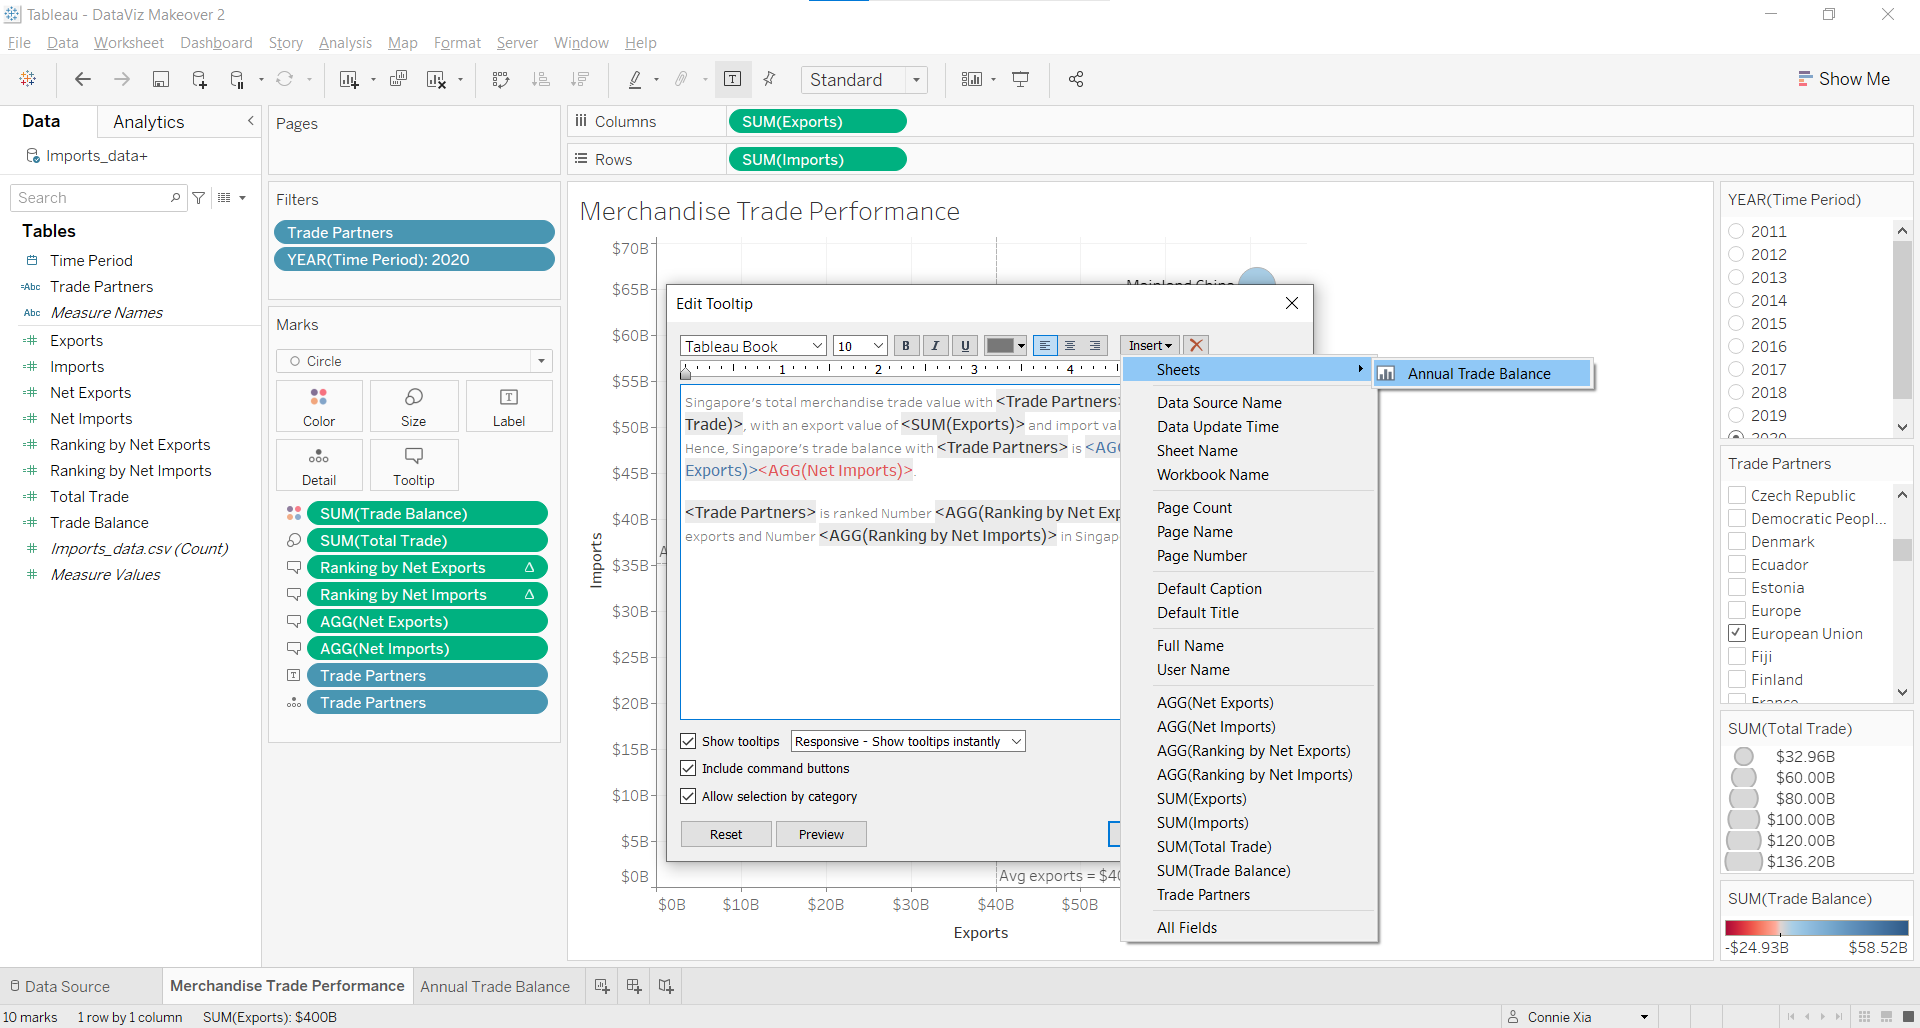 Tableau - DataViz Makeover 2
File Data Worksheet Dashboard Story Analysis Map Format Server Window Help
Standard
Show Me
Data
Analytics
Imports_data+
Search
Tables
Time Period
Trade Partners
Measure Names
Exports
Imports
Net Exports
Net Imports
Ranking by Net Exports
Ranking by Net Imports
Total Trade
Trade Balance
Imports_data.csv (Count)
Measure Values
Pages
Filters
Trade Partners
YEAR(Time Period): 2020
Marks
Circle
Color
Size
Label
Detail
Tooltip
SUM(Trade Balance)
SUM(Total Trade)
Ranking by Net Exports
Ranking by Net Imports
AGG(Net Exports)
AGG(Net Imports)
Trade Partners
Trade Partners
Columns
SUM(Exports)
Rows
SUM(Imports)
Merchandise Trade Performance
$70B
$65B
$60B
$55B
$50B
$45B
$40B
$35B
$30B
$25B
$20B
$15B
$10B
$5B
$0B
Imports
Mainland China
Avg exports = $40
$0B
$10B
$20B
$30B
$40B
$50B
Exports
Edit Tooltip
Tableau Book
10
B
I
U
Insert
1
2
3
4
Singapore's total merchandise trade value with <Trade Partners>
Trade)>, with an export value of <SUM(Exports)> and import val
Hence, Singapore's trade balance with <Trade Partners> is <AGG
Exports)><AGG(Net Imports)>.
<Trade Partners> is ranked Number <AGG(Ranking by Net Exp
exports and Number <AGG(Ranking by Net Imports)> in Singap
Show tooltips
Responsive - Show tooltips instantly
Include command buttons
Allow selection by category
Reset
Preview
Sheets
Annual Trade Balance
Data Source Name
Data Update Time
Sheet Name
Workbook Name
Page Count
Page Name
Page Number
Default Caption
Default Title
Full Name
User Name
AGG(Net Exports)
AGG(Net Imports)
AGG(Ranking by Net Exports)
AGG(Ranking by Net Imports)
SUM(Exports)
SUM(Imports)
SUM(Total Trade)
SUM(Trade Balance)
Trade Partners
All Fields
YEAR(Time Period)
2011
2012
2013
2014
2015
2016
2017
2018
2019
2020
Trade Partners
Czech Republic
Democratic Peopl...
Denmark
Ecuador
Estonia
Europe
European Union
Fiji
Finland
France
SUM(Total Trade)
$32.96B
$60.00B
$80.00B
$100.00B
$120.00B
$136.20B
SUM(Trade Balance)
-$24.93B
$58.52B
Data Source
Merchandise Trade Performance
Annual Trade Balance
10 marks
1 row by 1 column
SUM(Exports): $400B
Connie Xia